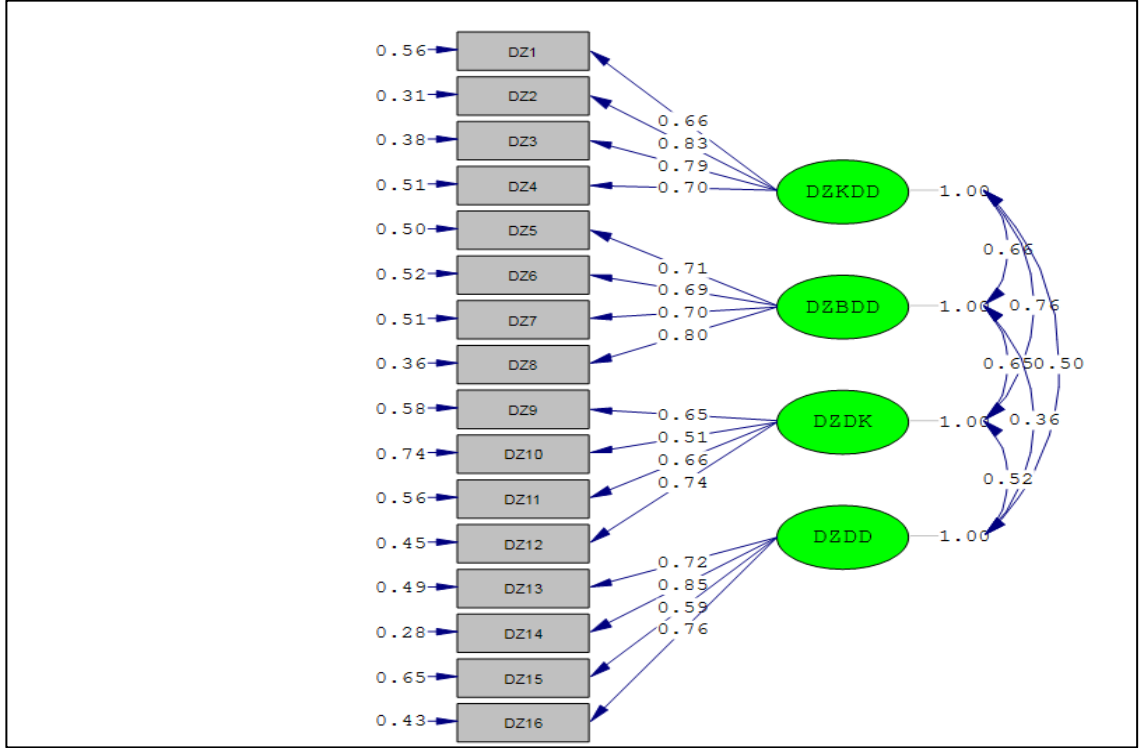 0.56 DZ1
0.31 DZ2
0.66
0.83
0.38 DZ3
0.79
0.51 DZ4
0.70
DZKDD 1.00
0.50 DZ5
0.66
0.52 DZ6
0.71
0.69
0.51 DZ7
0.70
DZBDD 1.00
0.76
0.80
0.36 DZ8
0.65
0.50
0.58 DZ9
0.65
0.51
DZDK 1.00
0.36
0.74 DZ10
0.66
0.56 DZ11
0.74
0.52
0.45 DZ12
DZDD 1.00
0.49 DZ13
0.72
0.85
0.59
0.28 DZ14
0.76
0.65 DZ15
0.43 DZ16